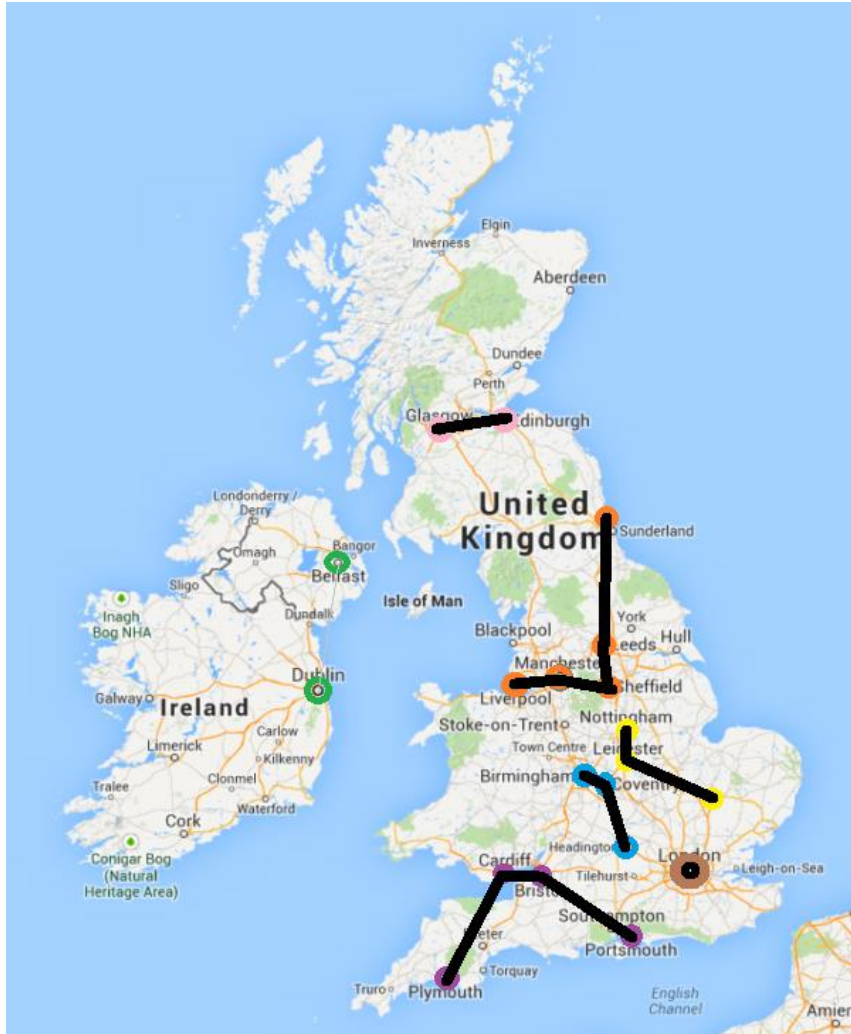 Elgin
Inverness
Aberdeen
Dundee
Perth
Glasgow
Edinburgh
United
Kingdom
Londonderry /
Derry
Sunderland
Omagh
Bangor
Belfast
Sligo
Isle of Man
Inagh
Bog NHA
Dundalk
York
Blackpool
Leeds
Hull
Manchester
Dublin
Sheffield
Liverpool
Galway
Ireland
Nottingham
Stoke-on-Trent
Carlow
Limerick
Kilkenny
Town Centre
Leicester
Birmingham
Coventry
Tralee
Clonmel
Waterford
Cork
Headington
London
Conigar Bog
(Natural
Heritage Area)
Cardiff
Tilehurst
Leigh-on-Sea
Bristol
Southampton
Exeter
Portsmouth
Torquay
Truro
Plymouth
English
Channel
Amien